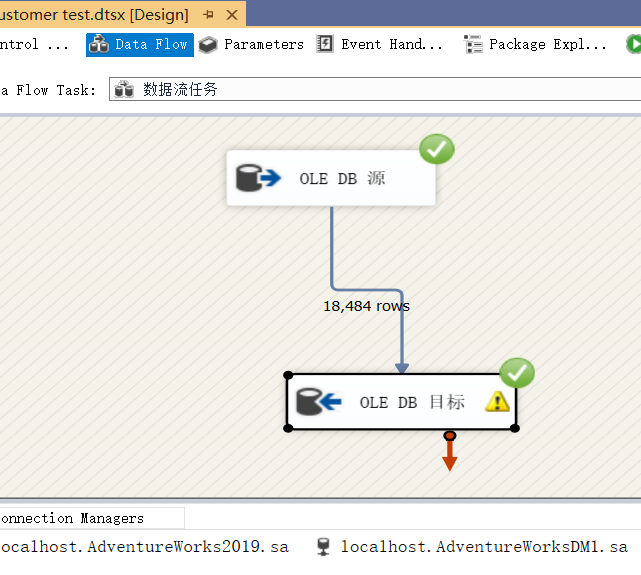 ustomer test.dtsx [Design]
ntrol ... Data Flow Parameters Event Hand... Package Expl...
a Flow Task: 数据流任务
OLE DB 源
18,484 rows
OLE DB 目标
onnection Managers
ocalhost.AdventureWorks2019.sa localhost.AdventureWorksDM1.sa